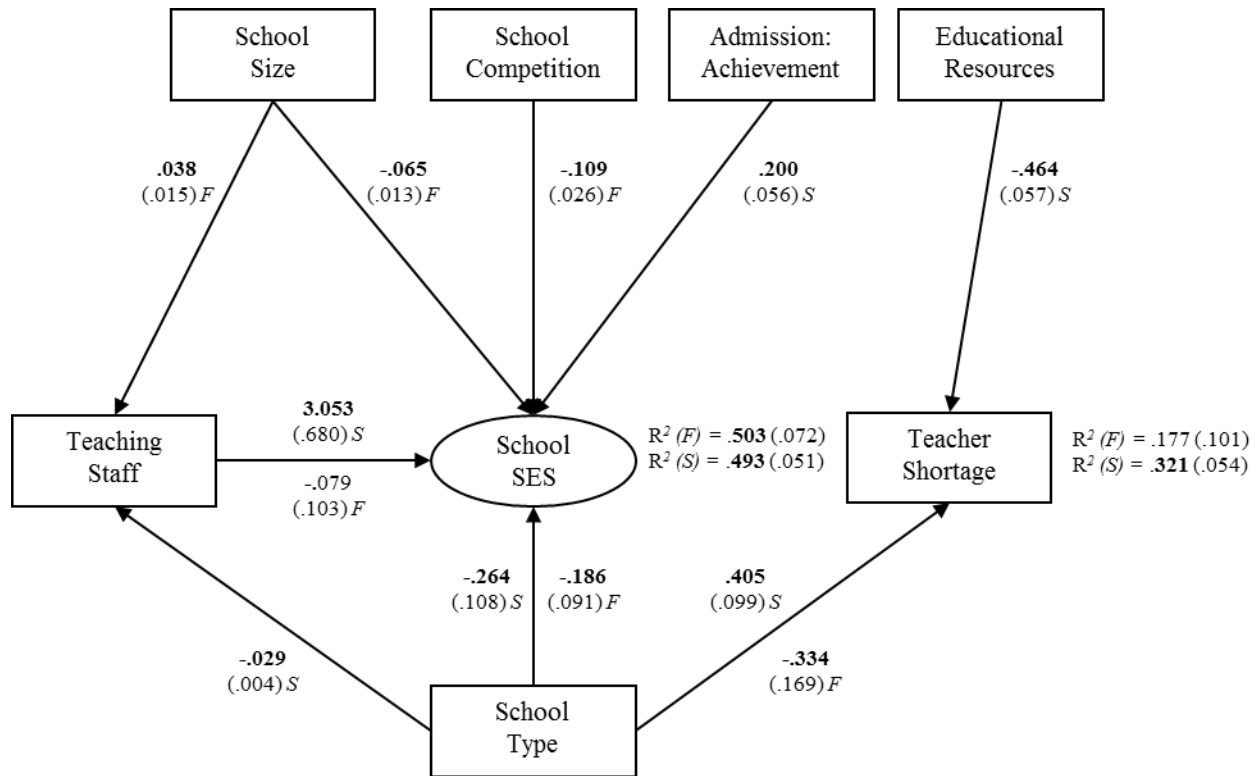 School
Size
School
Competition
Admission:
Achievement
Educational
Resources
.038
(.015) F
-.065
(.013) F
-.109
(.026) F
.200
(.056) S
-.464
(.057) S
Teaching
Staff
3.053
(.680) S
-.079
(.103) F
School
SES
R² (F) = .503 (.072)
R² (S) = .493 (.051)
Teacher
Shortage
R² (F) = .177 (.101)
R² (S) = .321 (.054)
-.029
(.004) S
-.264
(.108) S
-.186
(.091) F
.405
(.099) S
-.334
(.169) F
School
Type